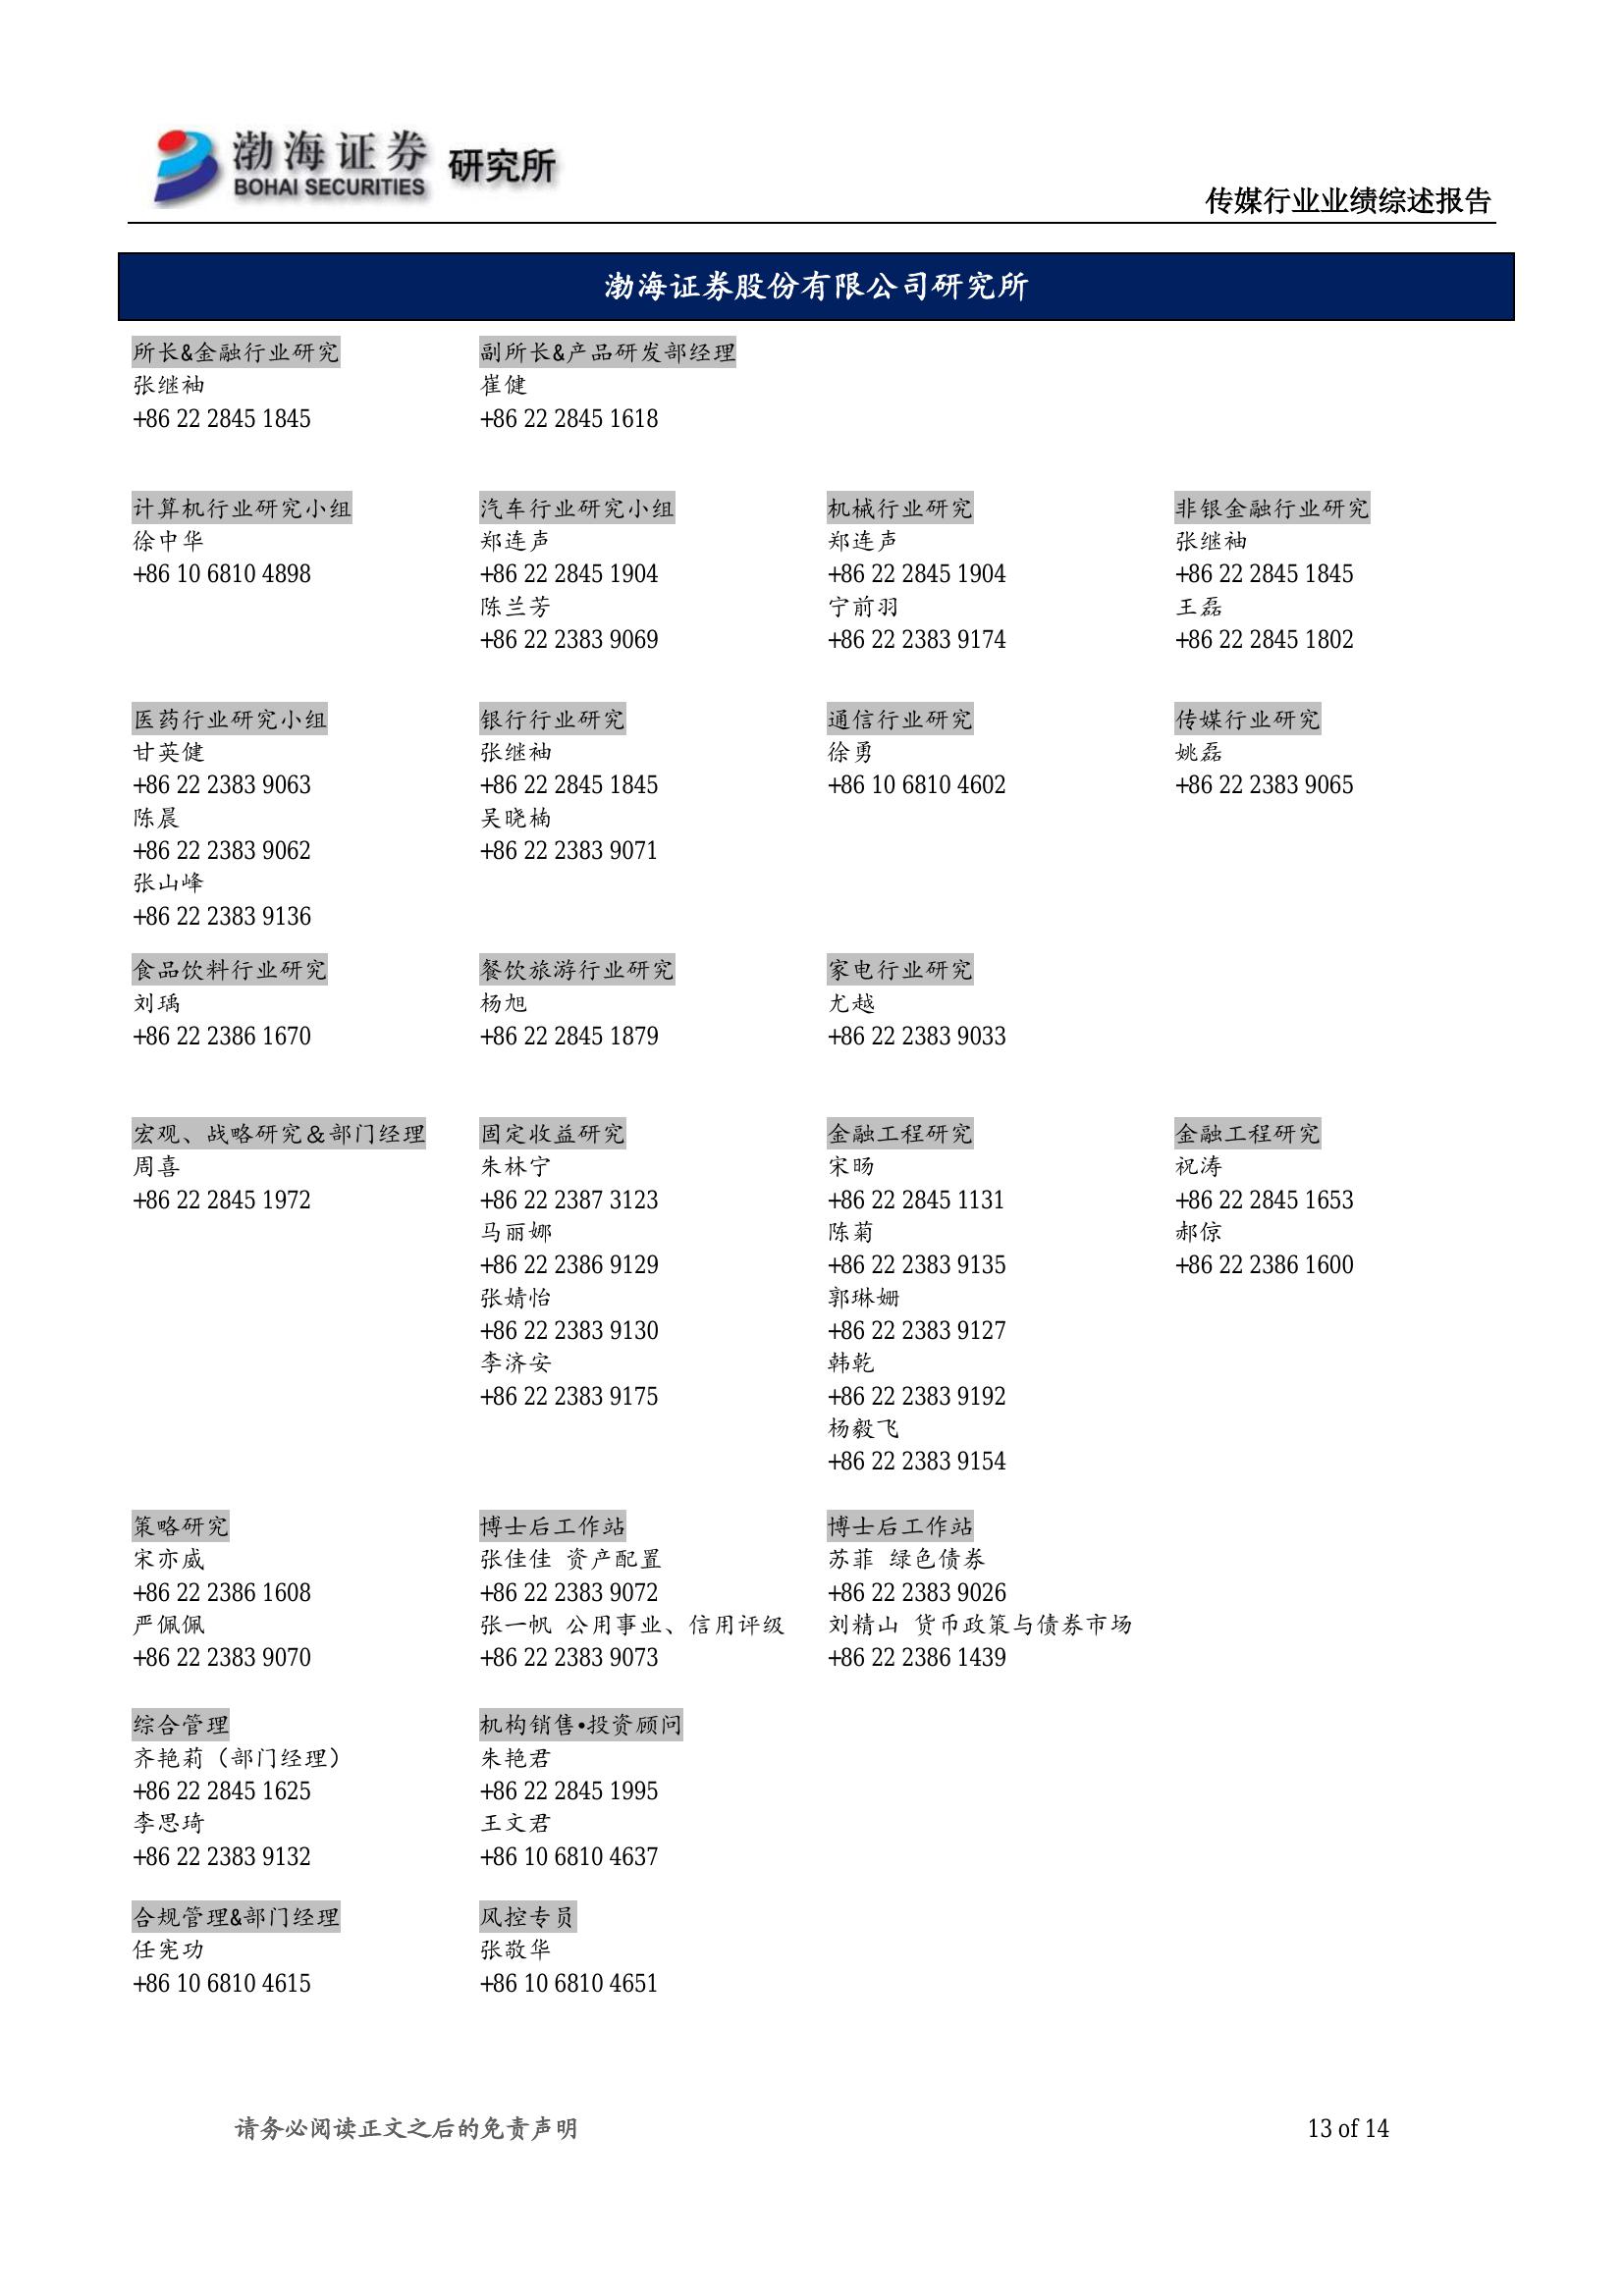 渤海证券 研究所
BOHAI SECURITIES
传媒行业业绩综述报告
渤海证券股份有限公司研究所
所长&金融行业研究
张继袖
+86 22 2845 1845
副所长&产品研发部经理
崔健
+86 22 2845 1618
计算机行业研究小组
徐中华
+86 10 6810 4898
汽车行业研究小组
郑连声
+86 22 2845 1904
陈兰芳
+86 22 2383 9069
机械行业研究
郑连声
+86 22 2845 1904
宁前羽
+86 22 2383 9174
非银金融行业研究
张继袖
+86 22 2845 1845
王磊
+86 22 2845 1802
医药行业研究小组
甘英健
+86 22 2383 9063
陈晨
+86 22 2383 9062
张山峰
+86 22 2383 9136
银行行业研究
张继袖
+86 22 2845 1845
吴晓楠
+86 22 2383 9071
通信行业研究
徐勇
+86 10 6810 4602
传媒行业研究
姚磊
+86 22 2383 9065
食品饮料行业研究
刘瑀
+86 22 2386 1670
餐饮旅游行业研究
杨旭
+86 22 2845 1879
家电行业研究
尤越
+86 22 2383 9033
宏观、战略研究＆部门经理
周喜
+86 22 2845 1972
固定收益研究
朱林宁
+86 22 2387 3123
马丽娜
+86 22 2386 9129
张婧怡
+86 22 2383 9130
李济安
+86 22 2383 9175
金融工程研究
宋旸
+86 22 2845 1131
陈菊
+86 22 2383 9135
郭琳姗
+86 22 2383 9127
韩乾
+86 22 2383 9192
杨毅飞
+86 22 2383 9154
金融工程研究
祝涛
+86 22 2845 1653
郝倞
+86 22 2386 1600
策略研究
宋亦威
+86 22 2386 1608
严佩佩
+86 22 2383 9070
博士后工作站
张佳佳 资产配置
+86 22 2383 9072
张一帆 公用事业、信用评级
+86 22 2383 9073
博士后工作站
苏菲 绿色债券
+86 22 2383 9026
刘精山 货币政策与债券市场
+86 22 2386 1439
综合管理
齐艳莉（部门经理）
+86 22 2845 1625
李思琦
+86 22 2383 9132
机构销售•投资顾问
朱艳君
+86 22 2845 1995
王文君
+86 10 6810 4637
合规管理&部门经理
任宪功
+86 10 6810 4615
风控专员
张敬华
+86 10 6810 4651
请务必阅读正文之后的免责声明
13 of 14